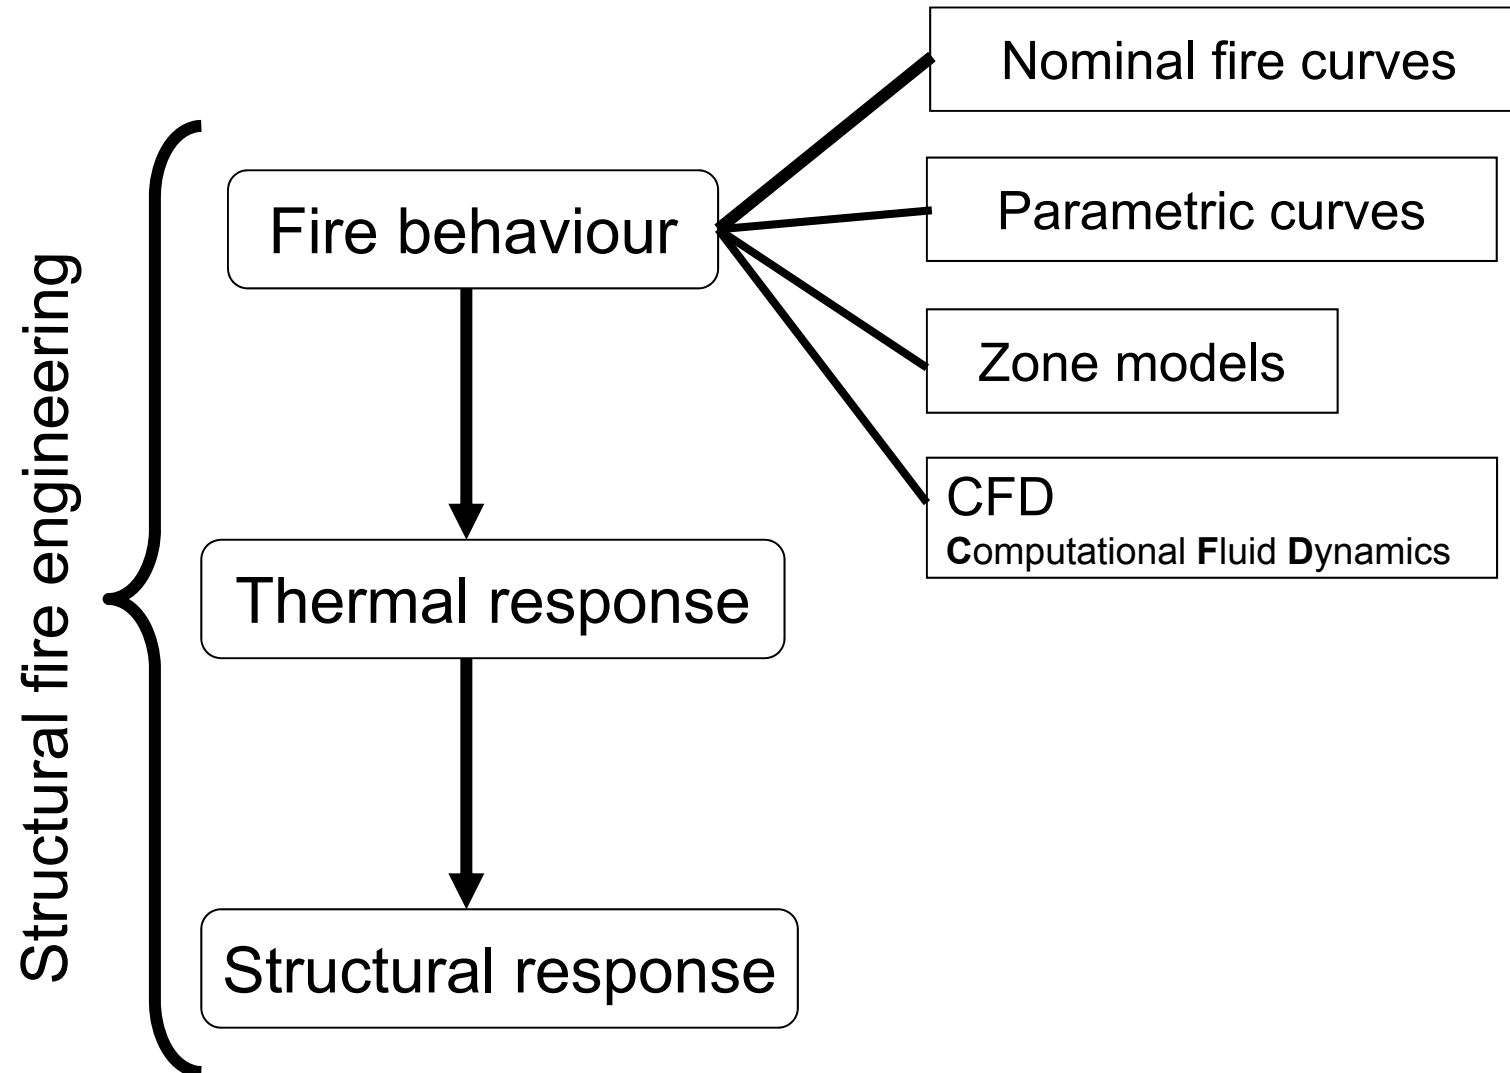 Structural fire engineering
Fire behaviour
Thermal response
Structural response
Nominal fire curves
Parametric curves
Zone models
CFD
Computational Fluid Dynamics